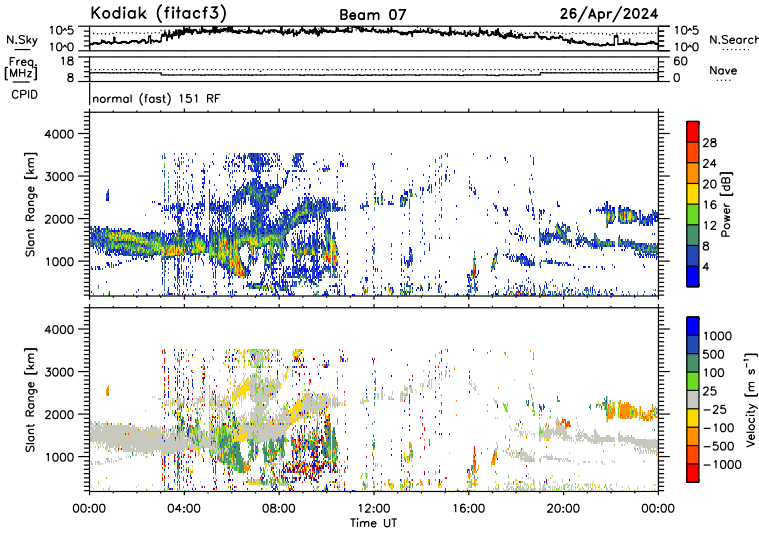 Kodiak (fitacf3) Beam 07 26/Apr/2024
N.Sky 10^5 10^0 10^5 10^0 N.Search
Freq. [MHz] 18 8 60 0 Nave
CPID normal (fast) 151 RF
Slant Range [km] 4000 3000 2000 1000
28 24 20 16 12 8 4 Power [dB]
Slant Range [km] 4000 3000 2000 1000
1000 500 100 25 −25 −100 −500 −1000 Velocity [m s⁻¹]
00:00 04:00 08:00 12:00 16:00 20:00 00:00
Time UT